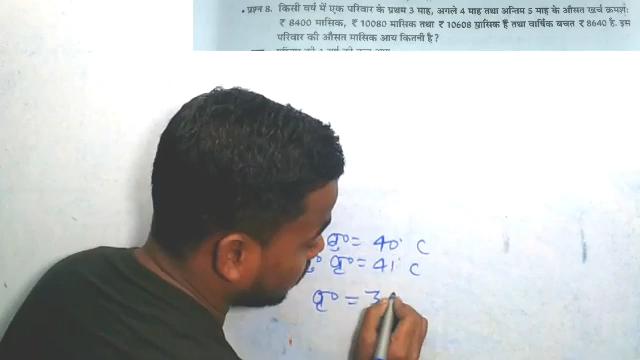 • प्रश्न 8. किसी वर्ष में एक परिवार के प्रथम 3 माह, अगले 4 माह तथा अन्तिम 5 माह के औसत खर्च क्रमशः
₹ 8400 मासिक, ₹ 10080 मासिक तथा ₹ 10608 मासिक हैं तथा वार्षिक बचत ₹ 8640 है. इस
परिवार की औसत मासिक आय कितनी है ?
बु० = 40° C
बृ० = 41° C
= 3